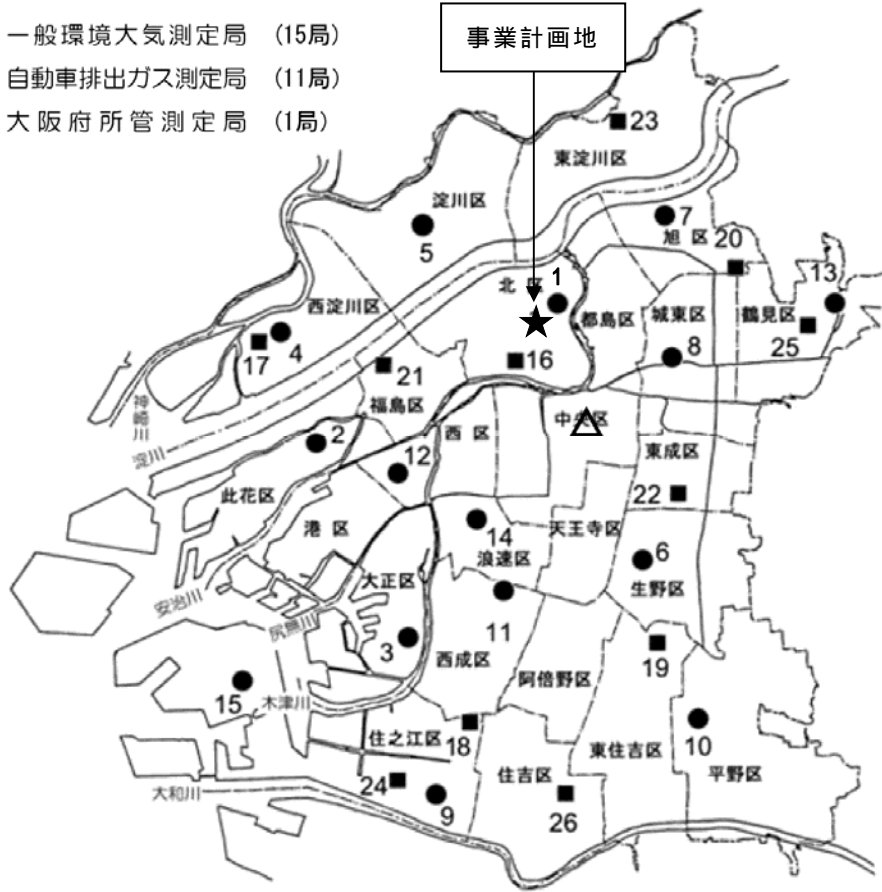 一般環境大気測定局 (15局)
自動車排出ガス測定局 (11局)
大阪府所管測定局 (1局)
事業計画地
23
東淀川区
淀川区
5
7
旭区
20
13
北区
1
西淀川区
都島区
城東区
鶴見区
17
4
16
8
25
21
福島区
神崎川
淀川
2
西区
中央区
12
東成区
此花区
22
港区
14
浪速区
天王寺区
6
生野区
大正区
安治川
尻無川
11
3
西成区
19
阿倍野区
15
木津川
住之江区
18
東住吉区
10
平野区
住吉区
大和川
24
9
26